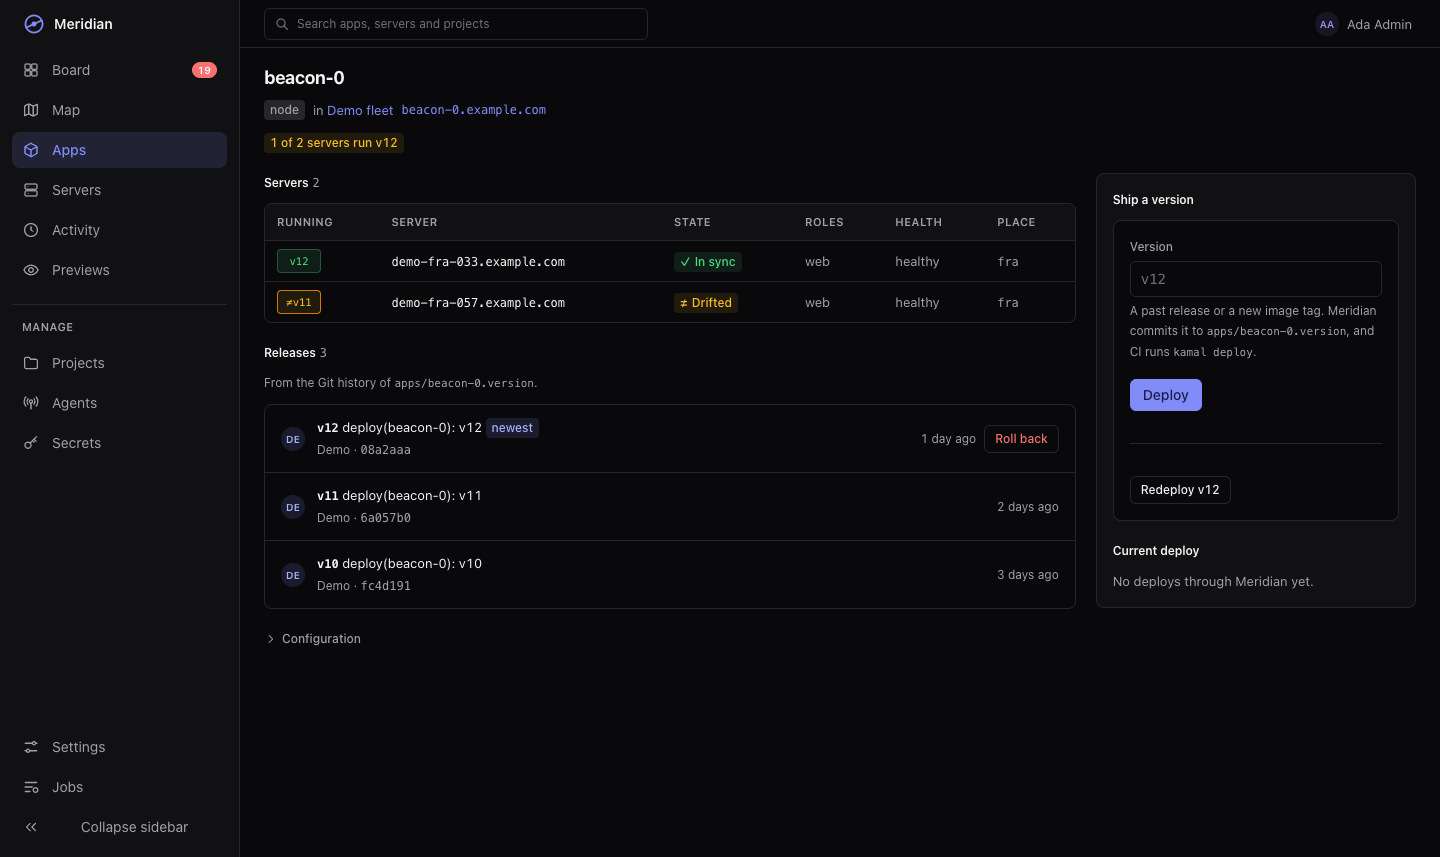 Meridian
Search apps, servers and projects
AA Ada Admin
Board 19
Map
Apps
Servers
Activity
Previews
MANAGE
Projects
Agents
Secrets
Settings
Jobs
Collapse sidebar
beacon-0
node in Demo fleet beacon-0.example.com
1 of 2 servers run v12
Servers 2
RUNNING SERVER STATE ROLES HEALTH PLACE
v12 demo-fra-033.example.com ✓ In sync web healthy fra
≠v11 demo-fra-057.example.com ≠ Drifted web healthy fra
Releases 3
From the Git history of apps/beacon-0.version.
DE v12 deploy(beacon-0): v12 newest 1 day ago Roll back
Demo · 08a2aaa
DE v11 deploy(beacon-0): v11 2 days ago
Demo · 6a057b0
DE v10 deploy(beacon-0): v10 3 days ago
Demo · fc4d191
Configuration
Ship a version
Version
v12
A past release or a new image tag. Meridian
commits it to apps/beacon-0.version, and
CI runs kamal deploy.
Deploy
Redeploy v12
Current deploy
No deploys through Meridian yet.